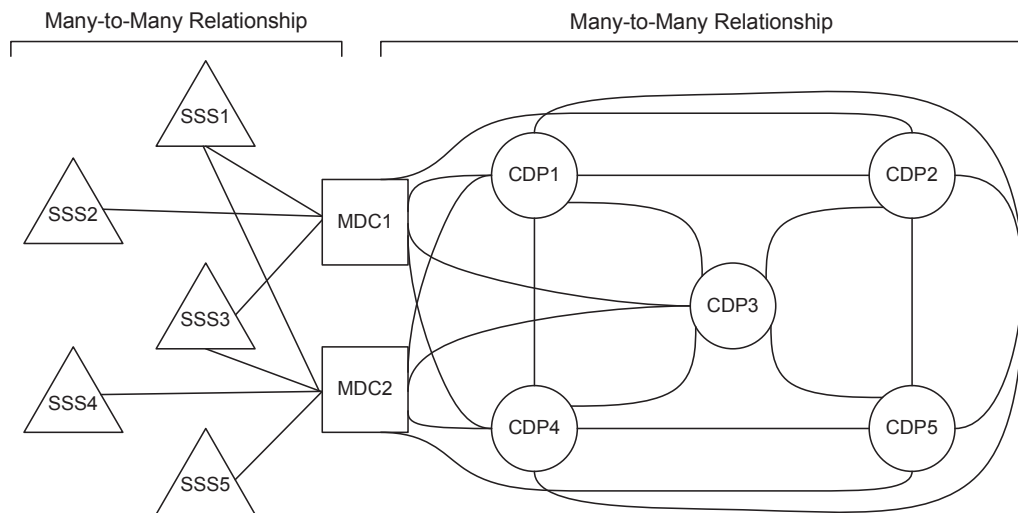 Many-to-Many Relationship
Many-to-Many Relationship
SSS1
SSS2
SSS3
SSS4
SSS5
MDC1
MDC2
CDP1
CDP2
CDP3
CDP4
CDP5